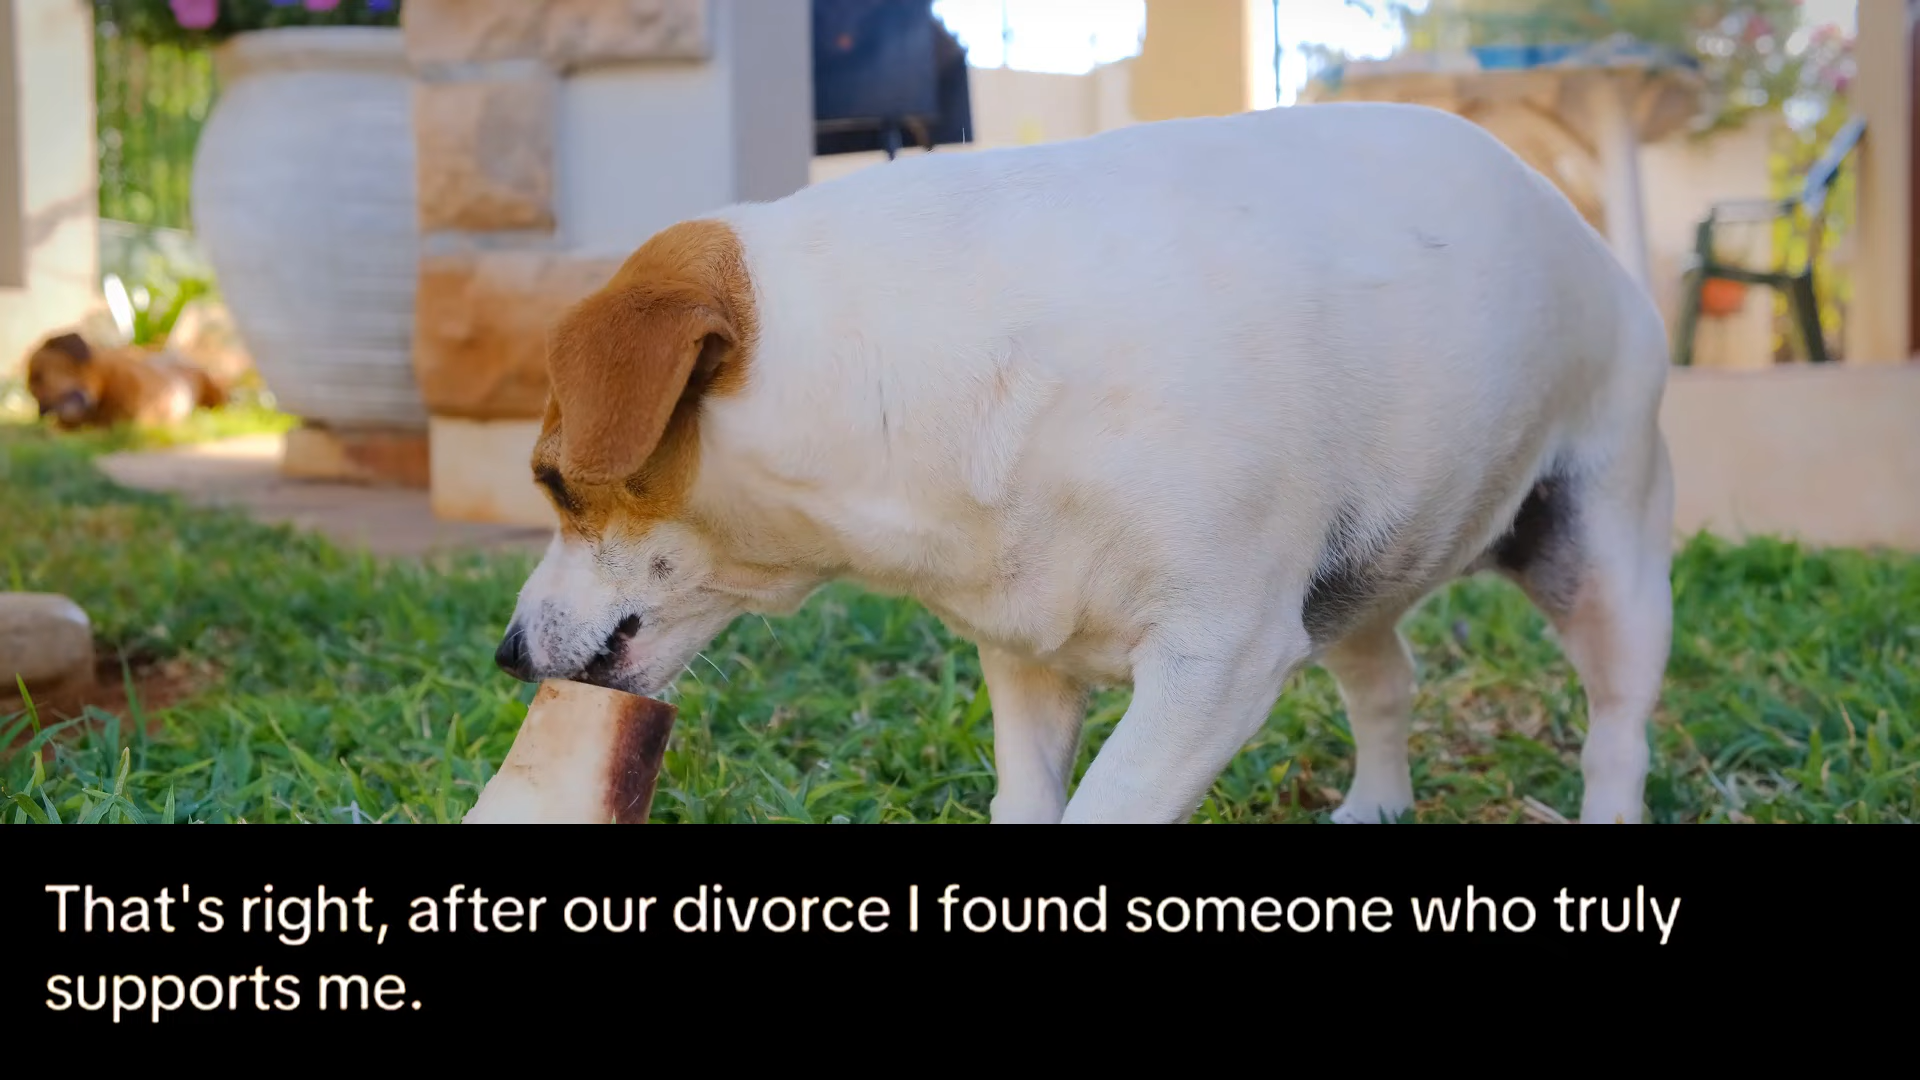 That's right, after our divorce I found someone who truly
supports me.